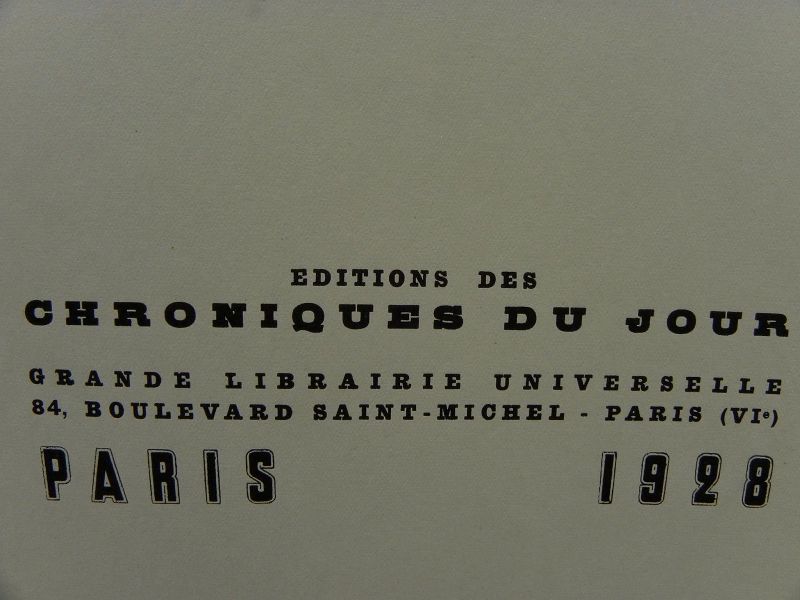 EDITIONS DES
CHRONIQUES DU JOUR
GRANDE LIBRAIRIE UNIVERSELLE
84, BOULEVARD SAINT-MICHEL - PARIS (VIe)
PARIS 1928